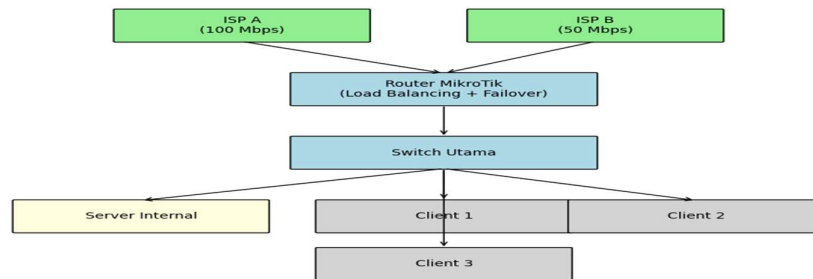 ISP A
(100 Mbps)
ISP B
(50 Mbps)
Router MikroTik
(Load Balancing + Failover)
Switch Utama
Server Internal
Client 1
Client 2
Client 3